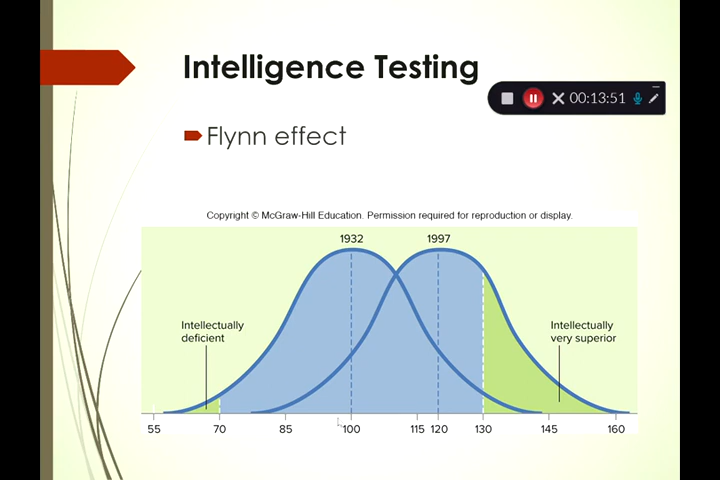 Intelligence Testing
00:13:51
Flynn effect
Copyright © McGraw-Hill Education. Permission required for reproduction or display.
1932 1997
Intellectually
deficient
Intellectually
very superior
55 70 85 100 115 120 130 145 160